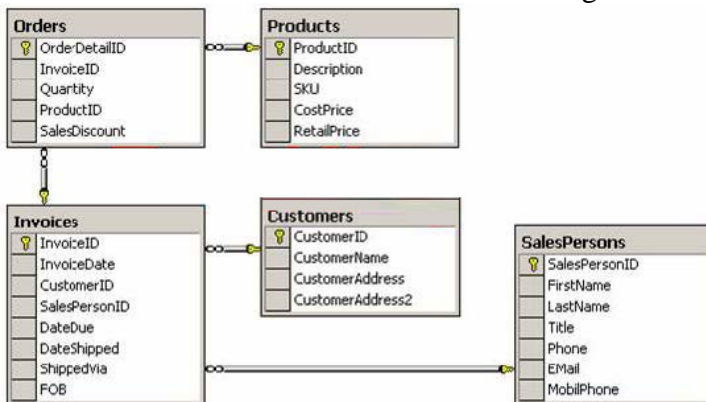 Orders
OrderDetailID
InvoiceID
Quantity
ProductID
SalesDiscount
Products
ProductID
Description
SKU
CostPrice
RetailPrice
Invoices
InvoiceID
InvoiceDate
CustomerID
SalesPersonID
DateDue
DateShipped
ShippedVia
FOB
Customers
CustomerID
CustomerName
CustomerAddress
CustomerAddress2
SalesPersons
SalesPersonID
FirstName
LastName
Title
Phone
EMail
MobilPhone